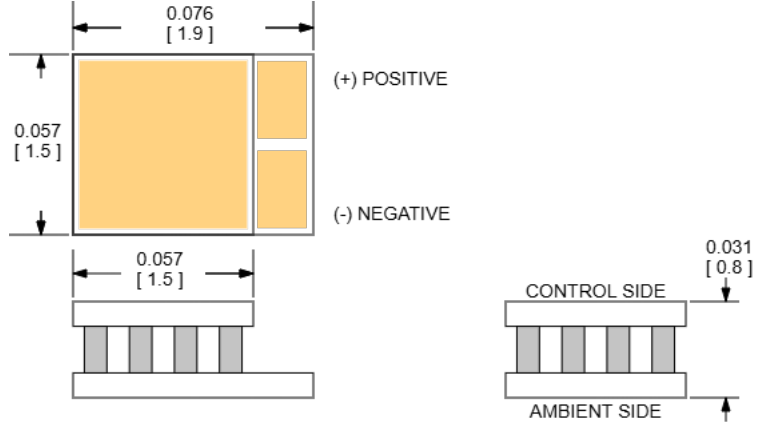 0.076
[ 1.9 ]
(+) POSITIVE
0.057
[ 1.5 ]
(-) NEGATIVE
0.057
[ 1.5 ]
0.031
[ 0.8 ]
CONTROL SIDE
AMBIENT SIDE